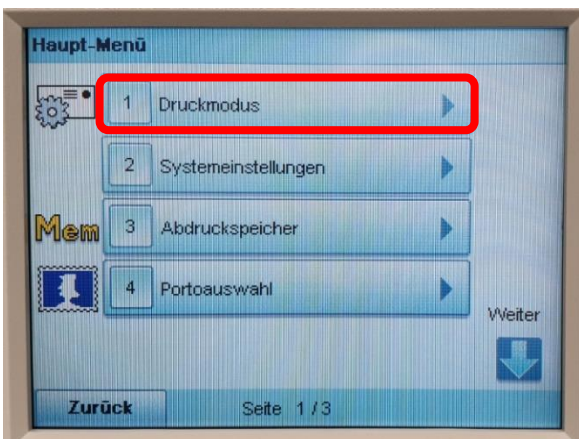 Haupt-Menü
1 Druckmodus
2 Systemeinstellungen
Mem 3 Abdruckspeicher
4 Portoauswahl
Weiter
Zurück Seite 1/3